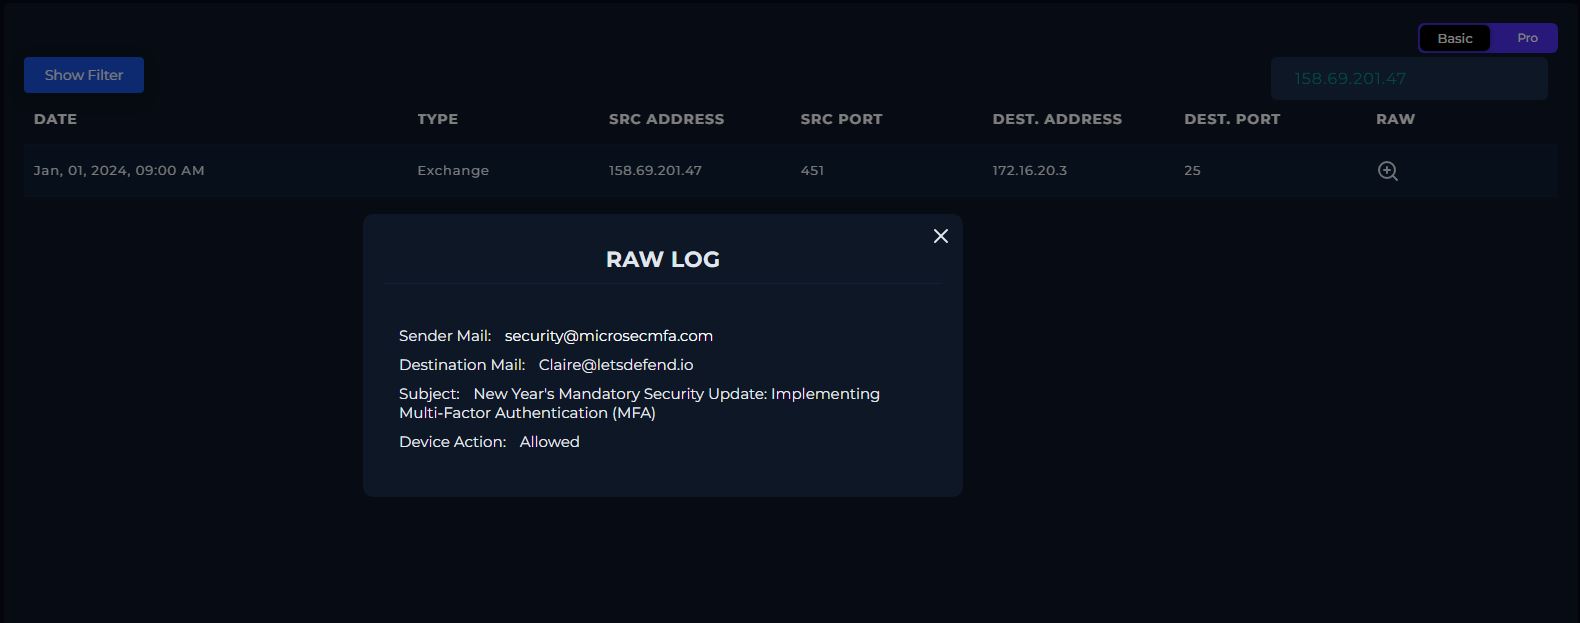 Basic Pro
Show Filter
158.69.201.47
DATE TYPE SRC ADDRESS SRC PORT DEST. ADDRESS DEST. PORT RAW
Jan, 01, 2024, 09:00 AM Exchange 158.69.201.47 451 172.16.20.3 25
RAW LOG
Sender Mail: security@microsecmfa.com
Destination Mail: Claire@letsdefend.io
Subject: New Year's Mandatory Security Update: Implementing
Multi-Factor Authentication (MFA)
Device Action: Allowed